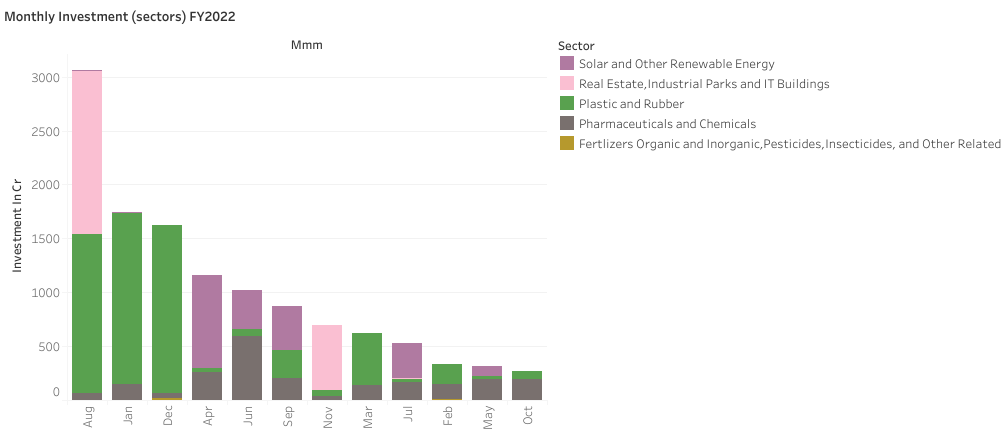 Monthly Investment (sectors) FY2022
Mmm
Sector
Solar and Other Renewable Energy
Real Estate,Industrial Parks and IT Buildings
Plastic and Rubber
Pharmaceuticals and Chemicals
Fertlizers Organic and Inorganic,Pesticides,Insecticides, and Other Related
Investment In Cr
3000
2500
2000
1500
1000
500
0
Aug
Jan
Dec
Apr
Jun
Sep
Nov
Mar
Jul
Feb
May
Oct